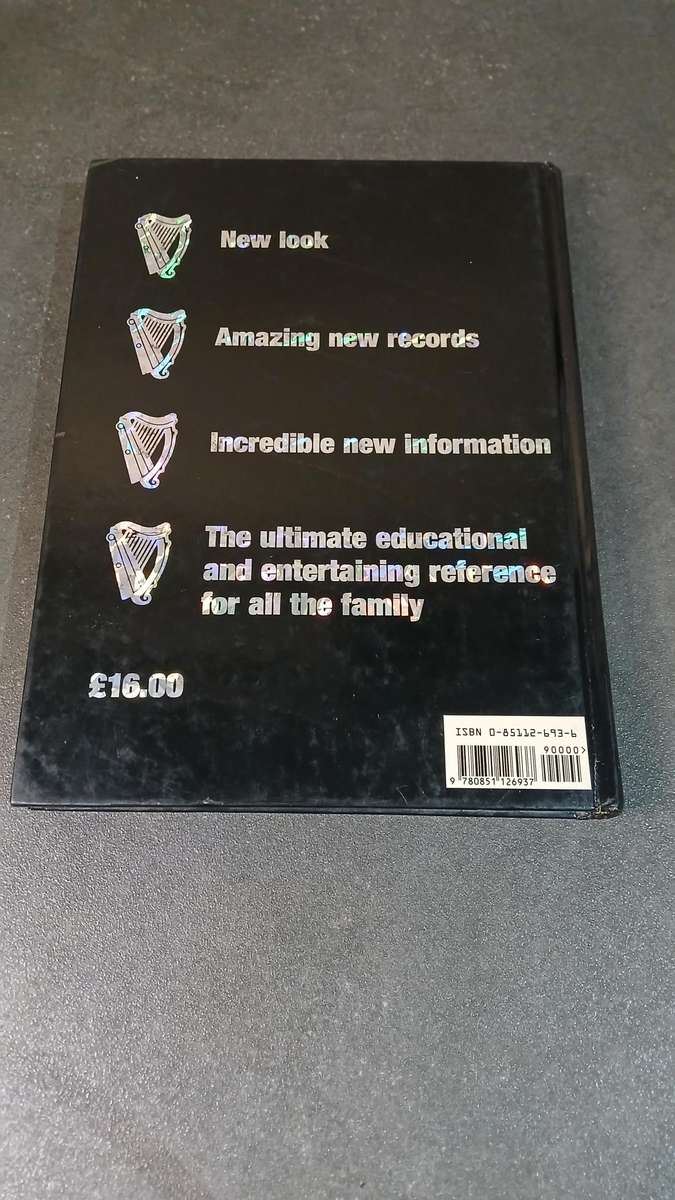 New look
Amazing new records
Incredible new information
The ultimate educational
and entertaining reference
for all the family
£16.00
ISBN 0-85112-693-6
90000>
9 780851 126937